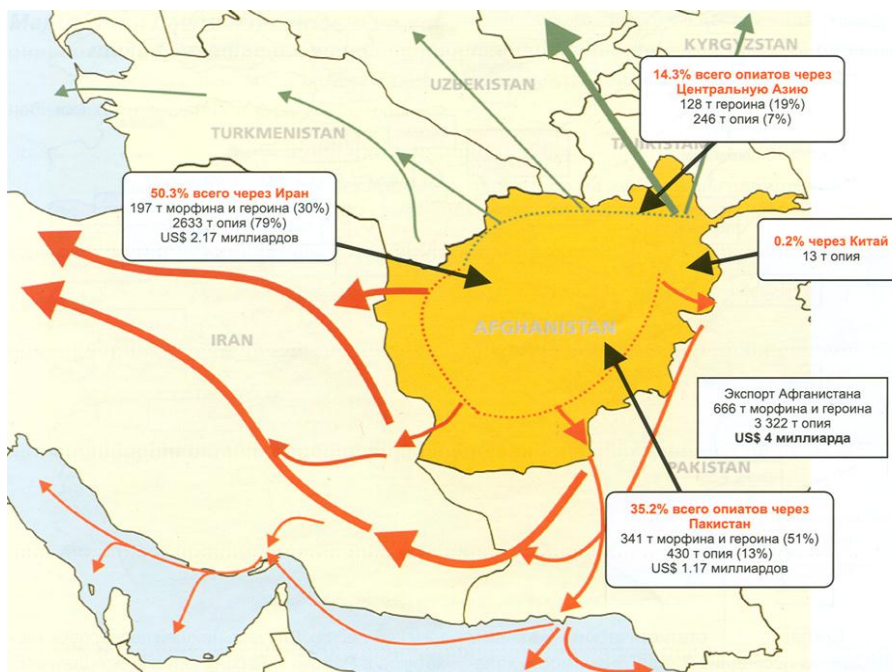 KYRGYZSTAN
UZBEKISTAN
14.3% всего опиатов через
Центральную Азию
128 т героина (19%)
246 т опия (7%)
TURKMENISTAN
TAJIKISTAN
50.3% всего через Иран
197 т морфина и героина (30%)
2633 т опия (79%)
US$ 2.17 миллиардов
0.2% через Китай
13 т опия
IRAN
AFGHANISTAN
Экспорт Афганистана
666 т морфина и героина
3 322 т опия
US$ 4 миллиарда
PAKISTAN
35.2% всего опиатов через
Пакистан
341 т морфина и героина (51%)
430 т опия (13%)
US$ 1.17 миллиардов